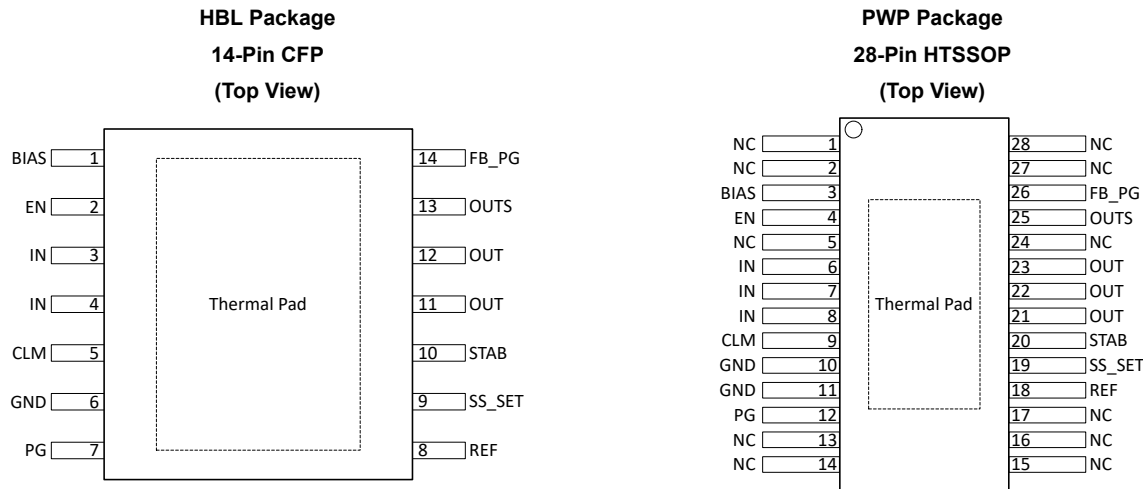 HBL Package
14-Pin CFP
(Top View)
BIAS 1
EN 2
IN 3
IN 4
CLM 5
GND 6
PG 7
Thermal Pad
14 FB_PG
13 OUTS
12 OUT
11 OUT
10 STAB
9 SS_SET
8 REF
PWP Package
28-Pin HTSSOP
(Top View)
NC 1
NC 2
BIAS 3
EN 4
NC 5
IN 6
IN 7
IN 8
CLM 9
GND 10
GND 11
PG 12
NC 13
NC 14
Thermal Pad
28 NC
27 NC
26 FB_PG
25 OUTS
24 NC
23 OUT
22 OUT
21 OUT
20 STAB
19 SS_SET
18 REF
17 NC
16 NC
15 NC